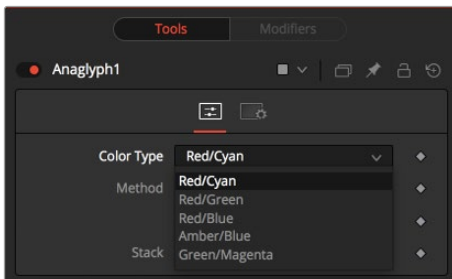 Tools Modifiers
Anaglyph1
Color Type Red/Cyan
Red/Cyan
Method
Red/Green
Red/Blue
Amber/Blue
Stack Green/Magenta